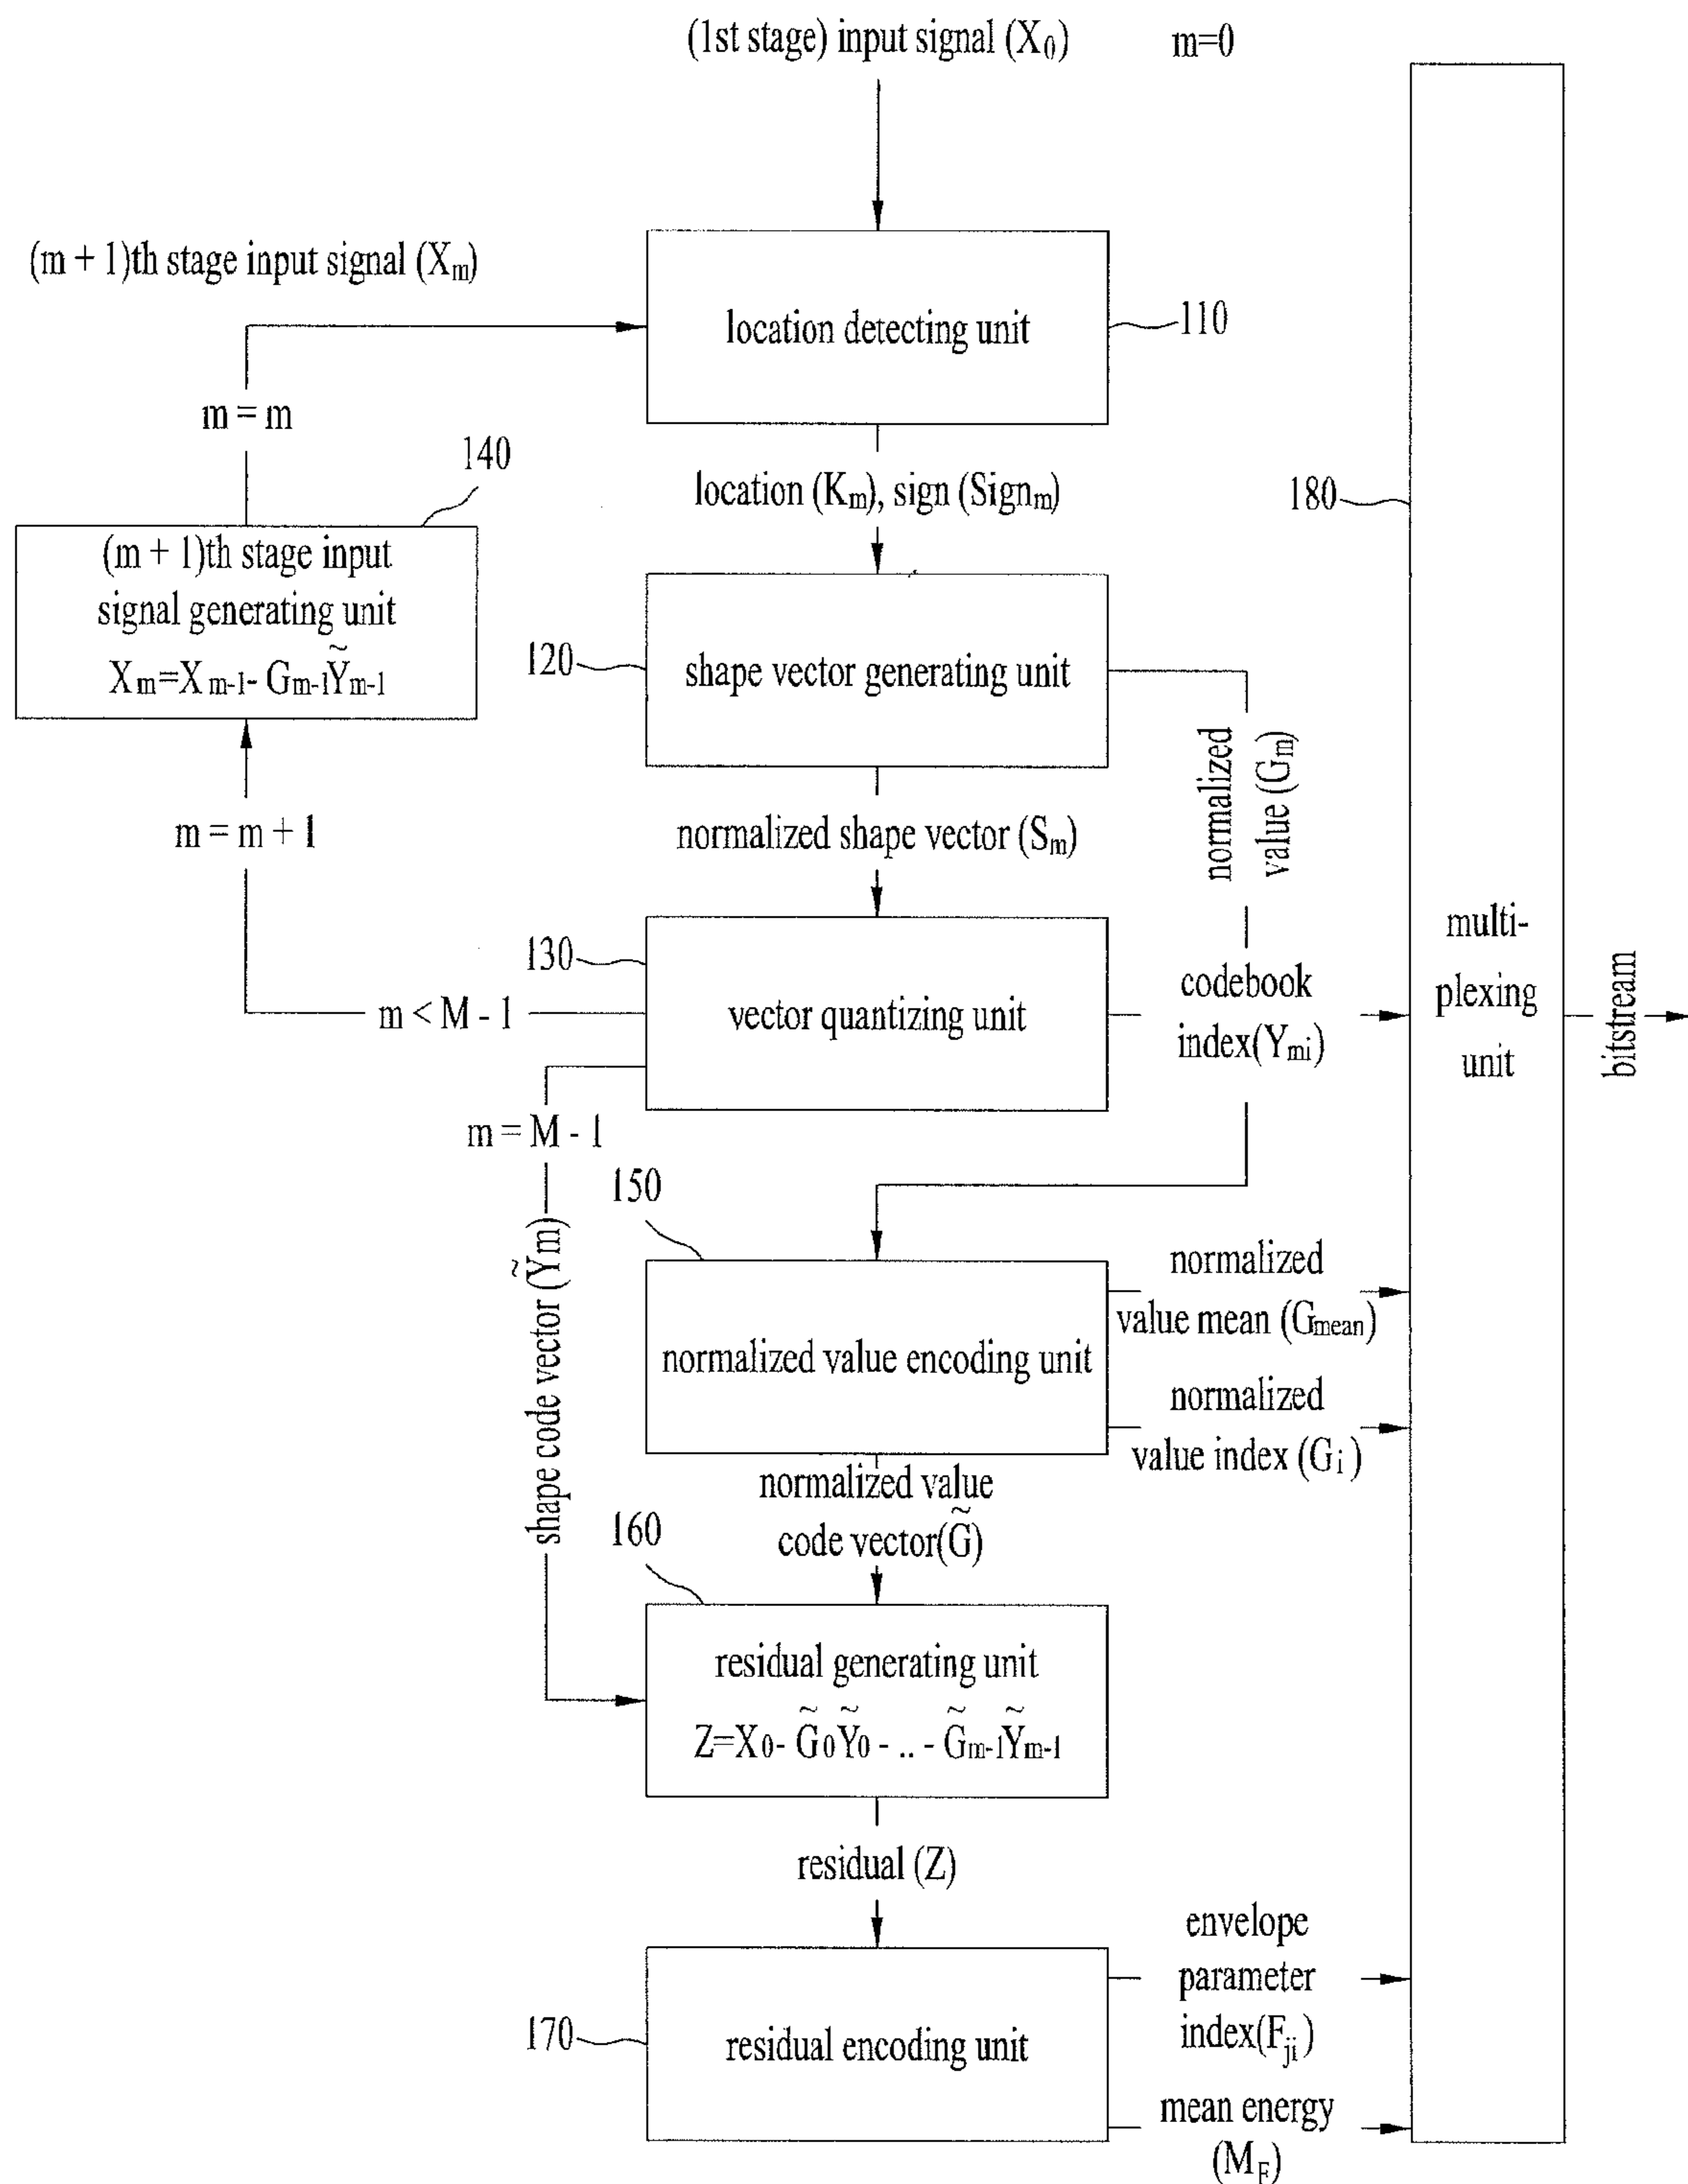 (1st stage) input signal (X₀) m=0
(m + 1)th stage input signal (Xₘ)
location detecting unit
110
m = m
140
location (Kₘ), sign (Signₘ)
180
(m + 1)th stage input
signal generating unit
Xₘ=Xₘ₋₁- Gₘ₋₁Ỹₘ₋₁
120
shape vector generating unit
normalized
value (Gₘ)
m = m + 1
normalized shape vector (Sₘ)
130
vector quantizing unit
m < M - 1
codebook
index(Yₘᵢ)
multi-
plexing
unit
bitstream
m = M - 1
shape code vector (Ỹm)
150
normalized value encoding unit
normalized
value mean (Gmean)
normalized
value index (Gᵢ)
normalized value
code vector(G̃)
160
residual generating unit
Z=X₀- G̃₀Ỹ₀ - .. - G̃ₘ₋₁Ỹₘ₋₁
residual (Z)
170
residual encoding unit
envelope
parameter
index(Fⱼᵢ)
mean energy
(M_F)